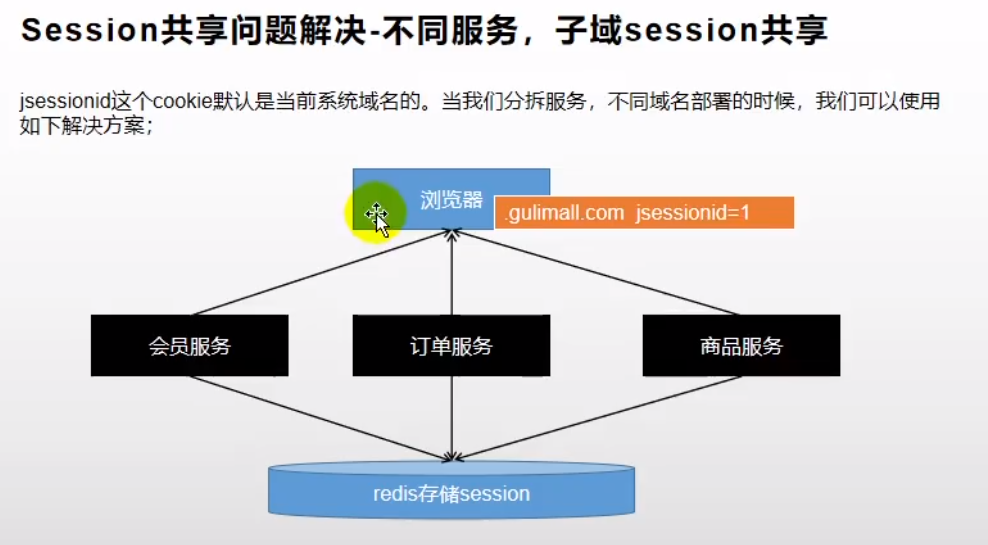 Session共享问题解决-不同服务，子域session共享
jsessionid这个cookie默认是当前系统域名的。当我们分拆服务，不同域名部署的时候，我们可以使用
如下解决方案；
浏览器
.gulimall.com jsessionid=1
会员服务
订单服务
商品服务
redis存储session